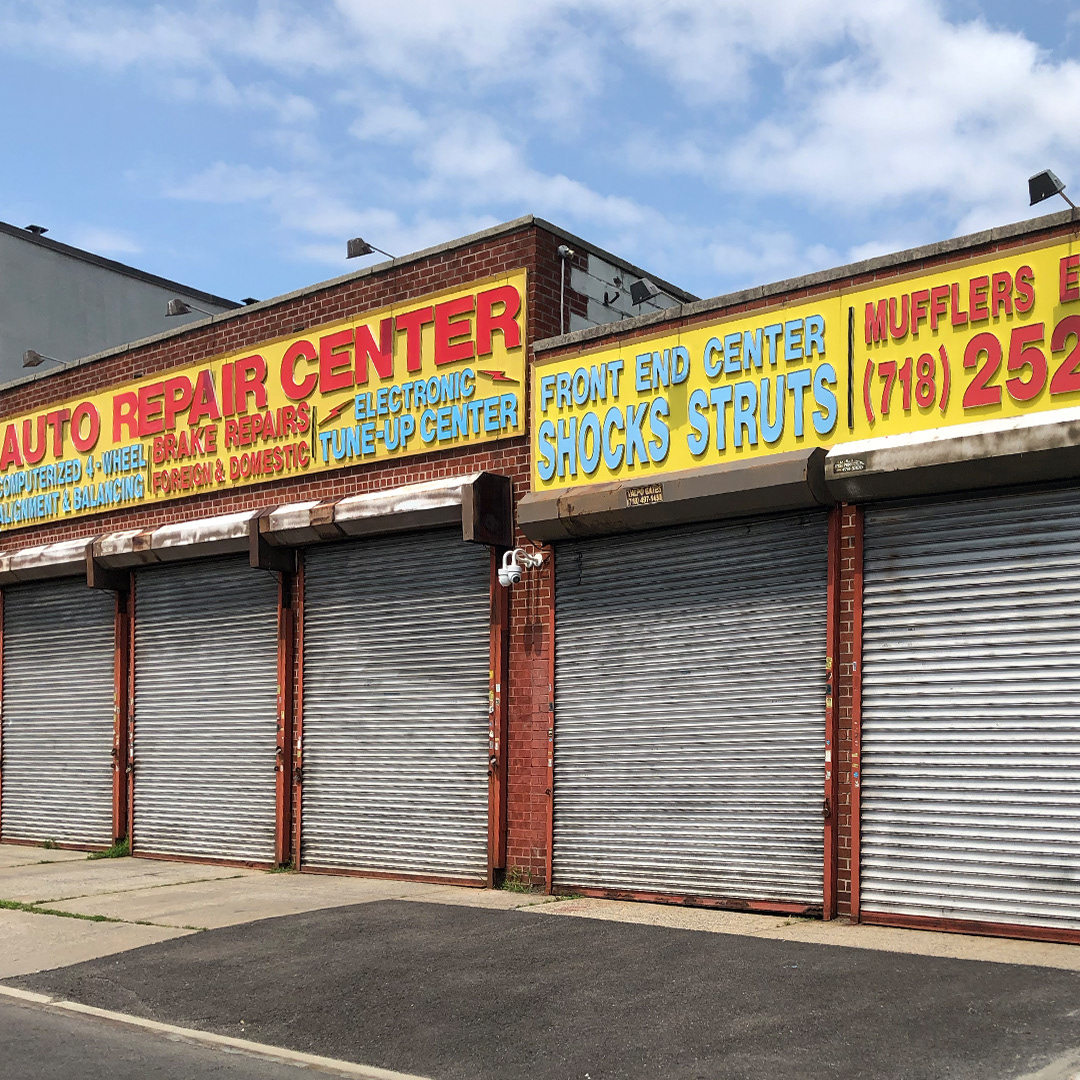 AUTO REPAIR CENTER
COMPUTERIZED 4-WHEEL
ALIGNMENT & BALANCING
BRAKE REPAIRS
FOREIGN & DOMESTIC
ELECTRONIC
TUNE-UP CENTER
FRONT END CENTER
SHOCKS STRUTS
MUFFLERS E
(718) 252